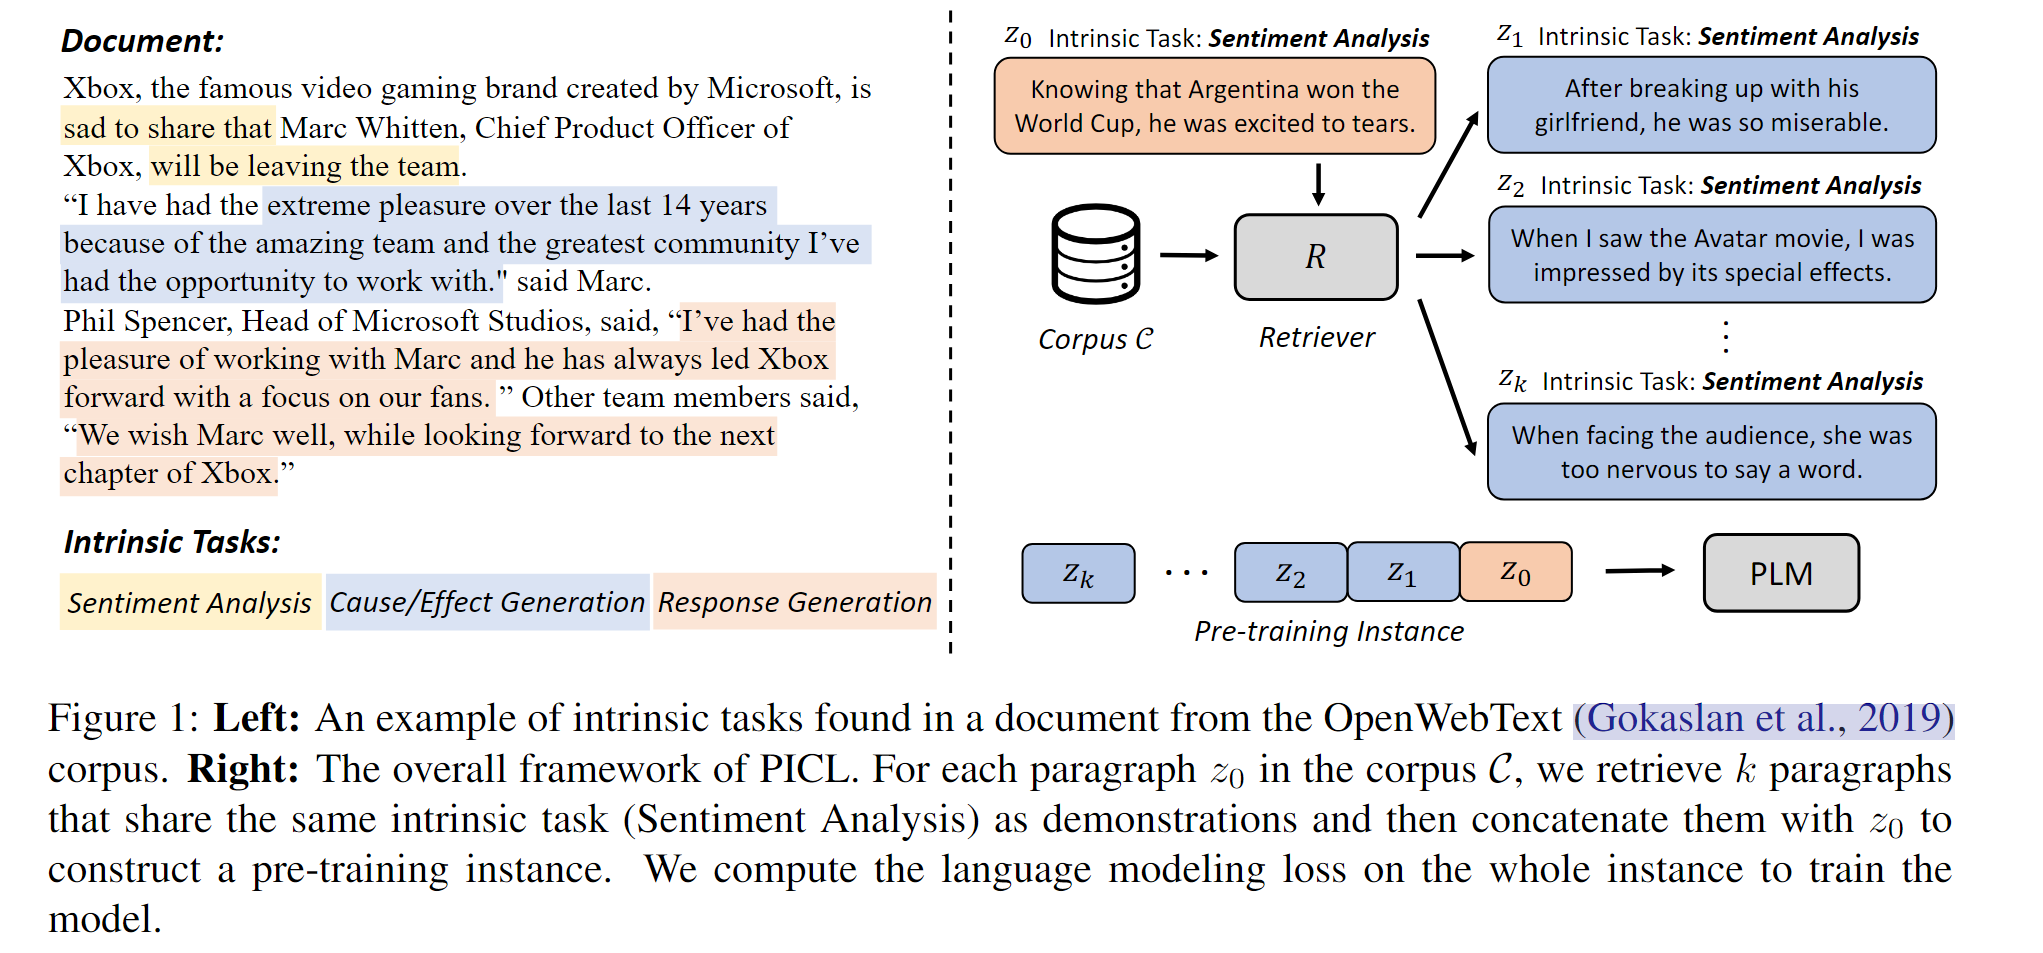 Document:
Xbox, the famous video gaming brand created by Microsoft, is
sad to share that Marc Whitten, Chief Product Officer of
Xbox, will be leaving the team.
“I have had the extreme pleasure over the last 14 years
because of the amazing team and the greatest community I’ve
had the opportunity to work with." said Marc.
Phil Spencer, Head of Microsoft Studios, said, “I’ve had the
pleasure of working with Marc and he has always led Xbox
forward with a focus on our fans. ” Other team members said,
“We wish Marc well, while looking forward to the next
chapter of Xbox.”
Intrinsic Tasks:
Sentiment Analysis Cause/Effect Generation Response Generation
z₀ Intrinsic Task: Sentiment Analysis
Knowing that Argentina won the
World Cup, he was excited to tears.
Corpus 𝒞
R
Retriever
z₁ Intrinsic Task: Sentiment Analysis
After breaking up with his
girlfriend, he was so miserable.
z₂ Intrinsic Task: Sentiment Analysis
When I saw the Avatar movie, I was
impressed by its special effects.
⋮
zₖ Intrinsic Task: Sentiment Analysis
When facing the audience, she was
too nervous to say a word.
zₖ ··· z₂ z₁ z₀ PLM
Pre-training Instance
Figure 1: Left: An example of intrinsic tasks found in a document from the OpenWebText (Gokaslan et al., 2019)
corpus. Right: The overall framework of PICL. For each paragraph z₀ in the corpus 𝒞, we retrieve k paragraphs
that share the same intrinsic task (Sentiment Analysis) as demonstrations and then concatenate them with z₀ to
construct a pre-training instance. We compute the language modeling loss on the whole instance to train the
model.